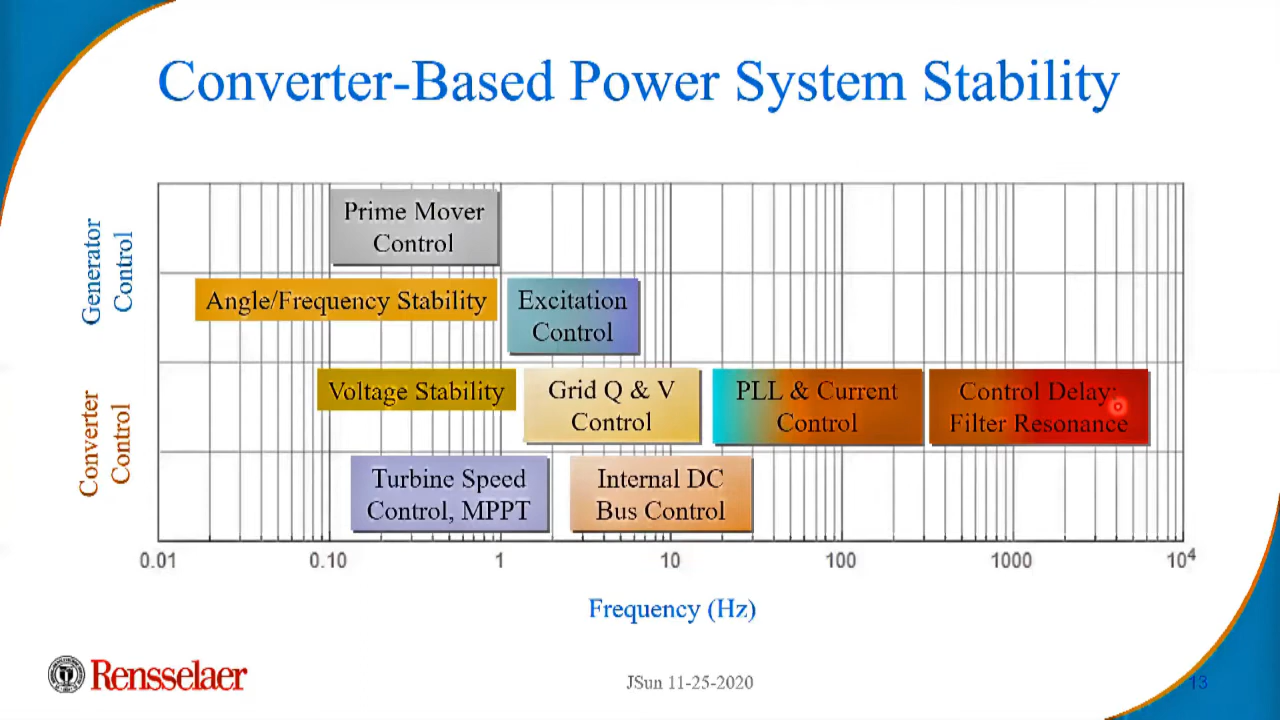 Converter-Based Power System Stability
Generator
Control
Prime Mover
Control
Angle/Frequency Stability
Excitation
Control
Converter
Control
Voltage Stability
Grid Q & V
Control
PLL & Current
Control
Control Delay:
Filter Resonance
Turbine Speed
Control, MPPT
Internal DC
Bus Control
0.01 0.10 1 10 100 1000 10⁴
Frequency (Hz)
Rensselaer
JSun 11-25-2020
13